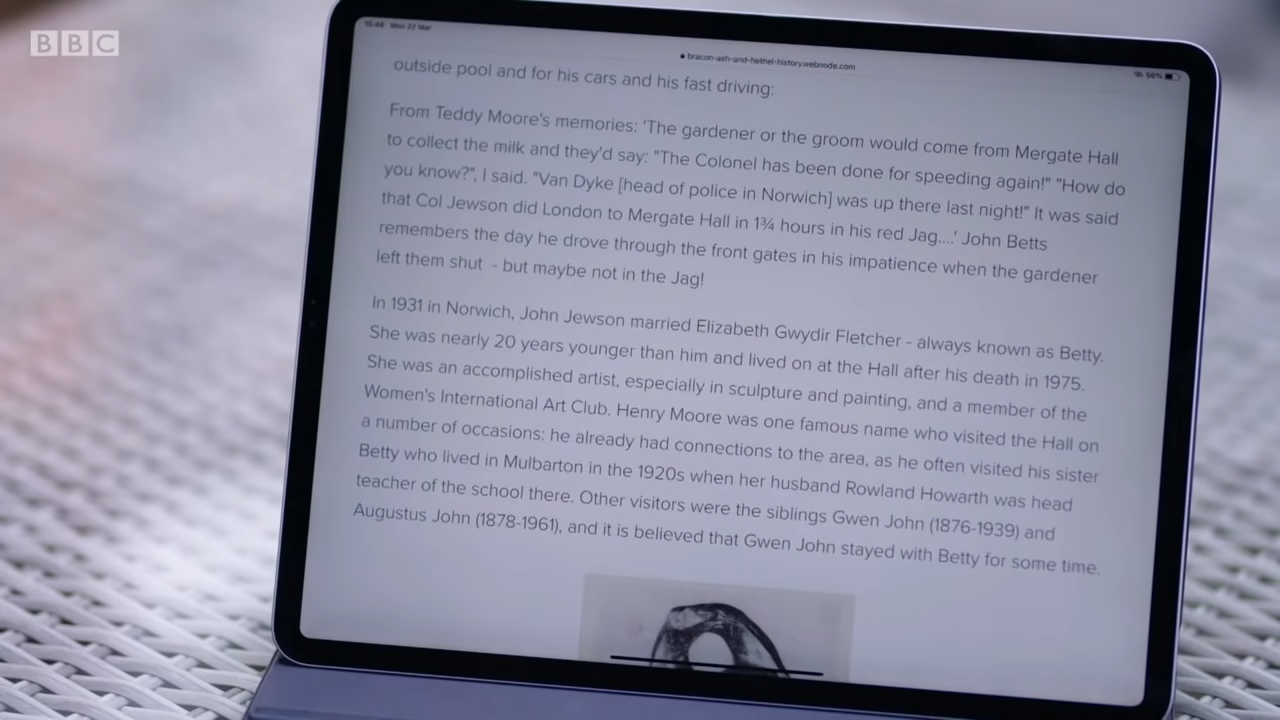 BBC
15:49 Mon 22 Mar
bracon-ash-and-hethel-history.webnode.com
56%
outside pool and for his cars and his fast driving:
From Teddy Moore's memories: 'The gardener or the groom would come from Mergate Hall
to collect the milk and they'd say: "The Colonel has been done for speeding again!" "How do
you know?", I said. "Van Dyke [head of police in Norwich] was up there last night!" It was said
that Col Jewson did London to Mergate Hall in 1¾ hours in his red Jag....' John Betts
remembers the day he drove through the front gates in his impatience when the gardener
left them shut - but maybe not in the Jag!
In 1931 in Norwich, John Jewson married Elizabeth Gwydir Fletcher - always known as Betty.
She was nearly 20 years younger than him and lived on at the Hall after his death in 1975.
She was an accomplished artist, especially in sculpture and painting, and a member of the
Women's International Art Club. Henry Moore was one famous name who visited the Hall on
a number of occasions: he already had connections to the area, as he often visited his sister
Betty who lived in Mulbarton in the 1920s when her husband Rowland Howarth was head
teacher of the school there. Other visitors were the siblings Gwen John (1876-1939) and
Augustus John (1878-1961), and it is believed that Gwen John stayed with Betty for some time.